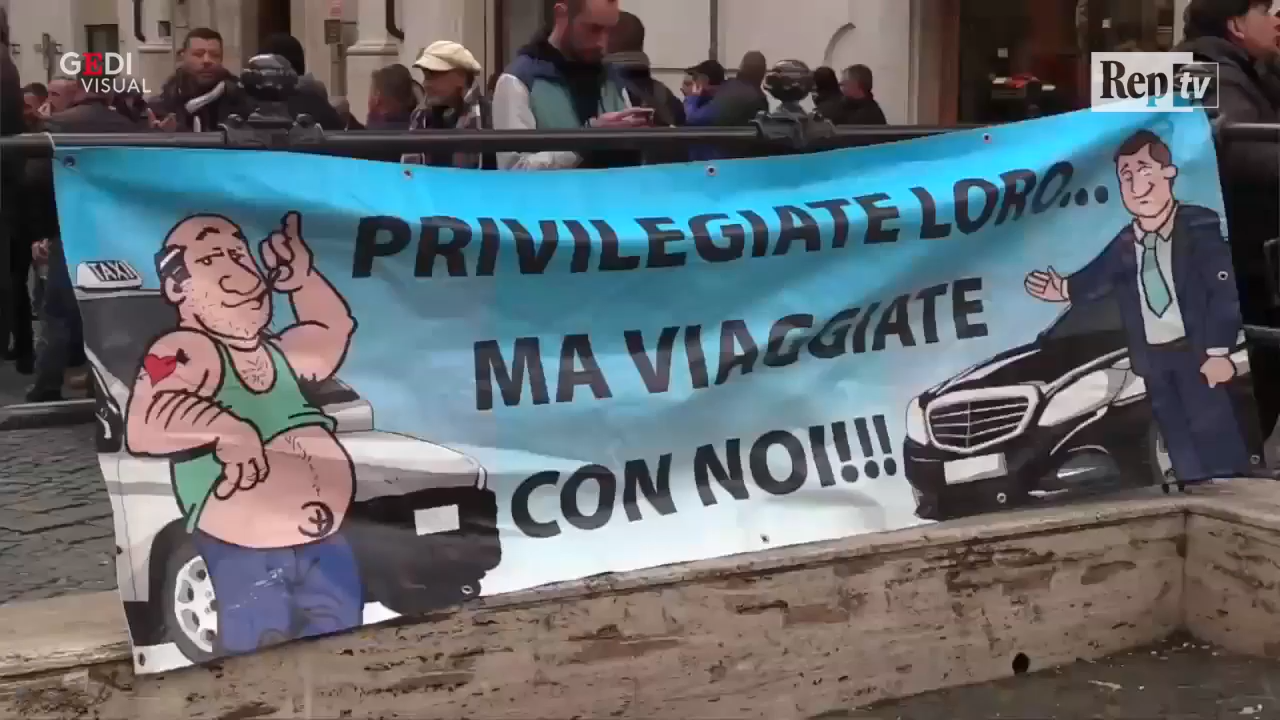 GEDI
VISUAL
Rep tv
PRIVILEGIATE LORO...
MA VIAGGIATE
CON NOI!!!
TAXI